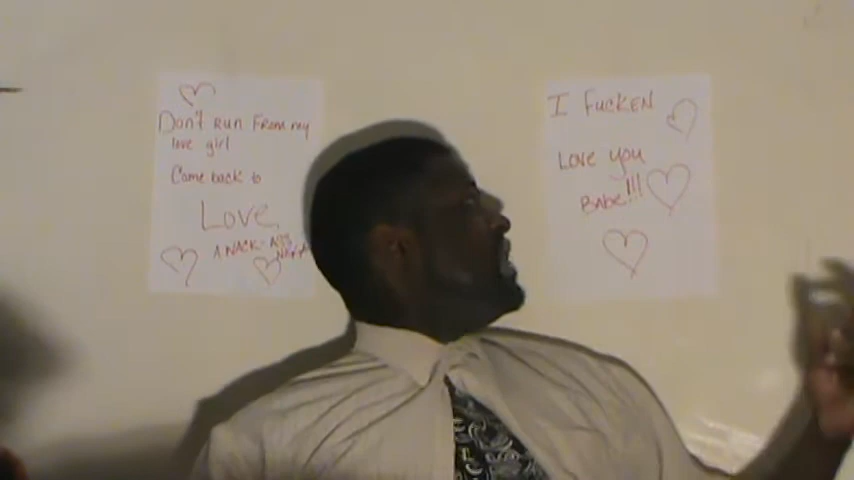 Don't Run From my
love girl
Come back to
Love,
I Fucken
Love you
Babe!!!